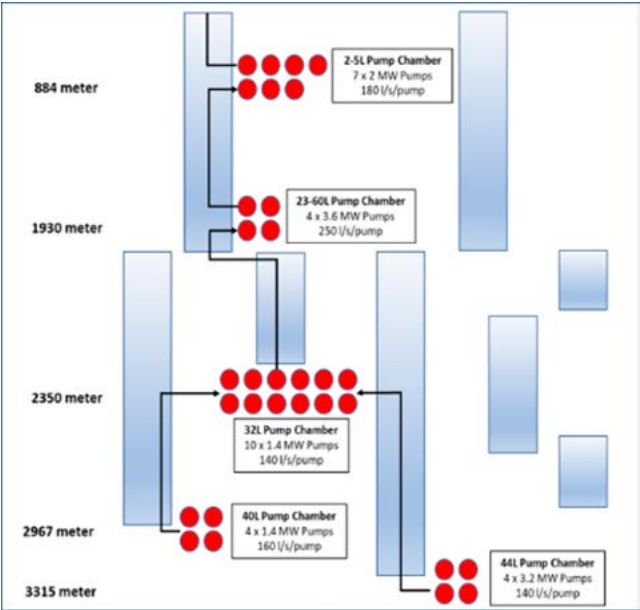 2-5L Pump Chamber
7 x 2 MW Pumps
180 l/s/pump
884 meter
23-60L Pump Chamber
4 x 3.6 MW Pumps
250 l/s/pump
1930 meter
2350 meter
32L Pump Chamber
10 x 1.4 MW Pumps
140 l/s/pump
40L Pump Chamber
4 x 1.4 MW Pumps
160 l/s/pump
2967 meter
44L Pump Chamber
4 x 3.2 MW Pumps
140 l/s/pump
3315 meter